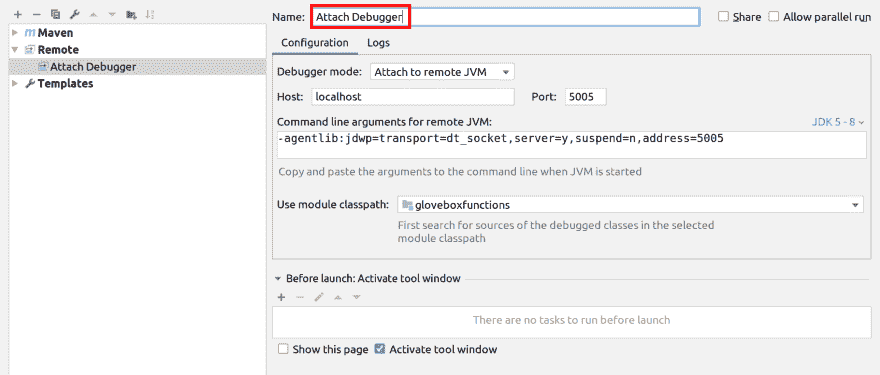 Maven
Remote
Attach Debugger
Templates
Name: Attach Debugger Share Allow parallel run
Configuration Logs
Debugger mode: Attach to remote JVM
Host: localhost Port: 5005
Command line arguments for remote JVM: JDK 5 - 8
-agentlib:jdwp=transport=dt_socket,server=y,suspend=n,address=5005
Copy and paste the arguments to the command line when JVM is started
Use module classpath: gloveboxfunctions
First search for sources of the debugged classes in the selected
module classpath
Before launch: Activate tool window
There are no tasks to run before launch
Show this page Activate tool window